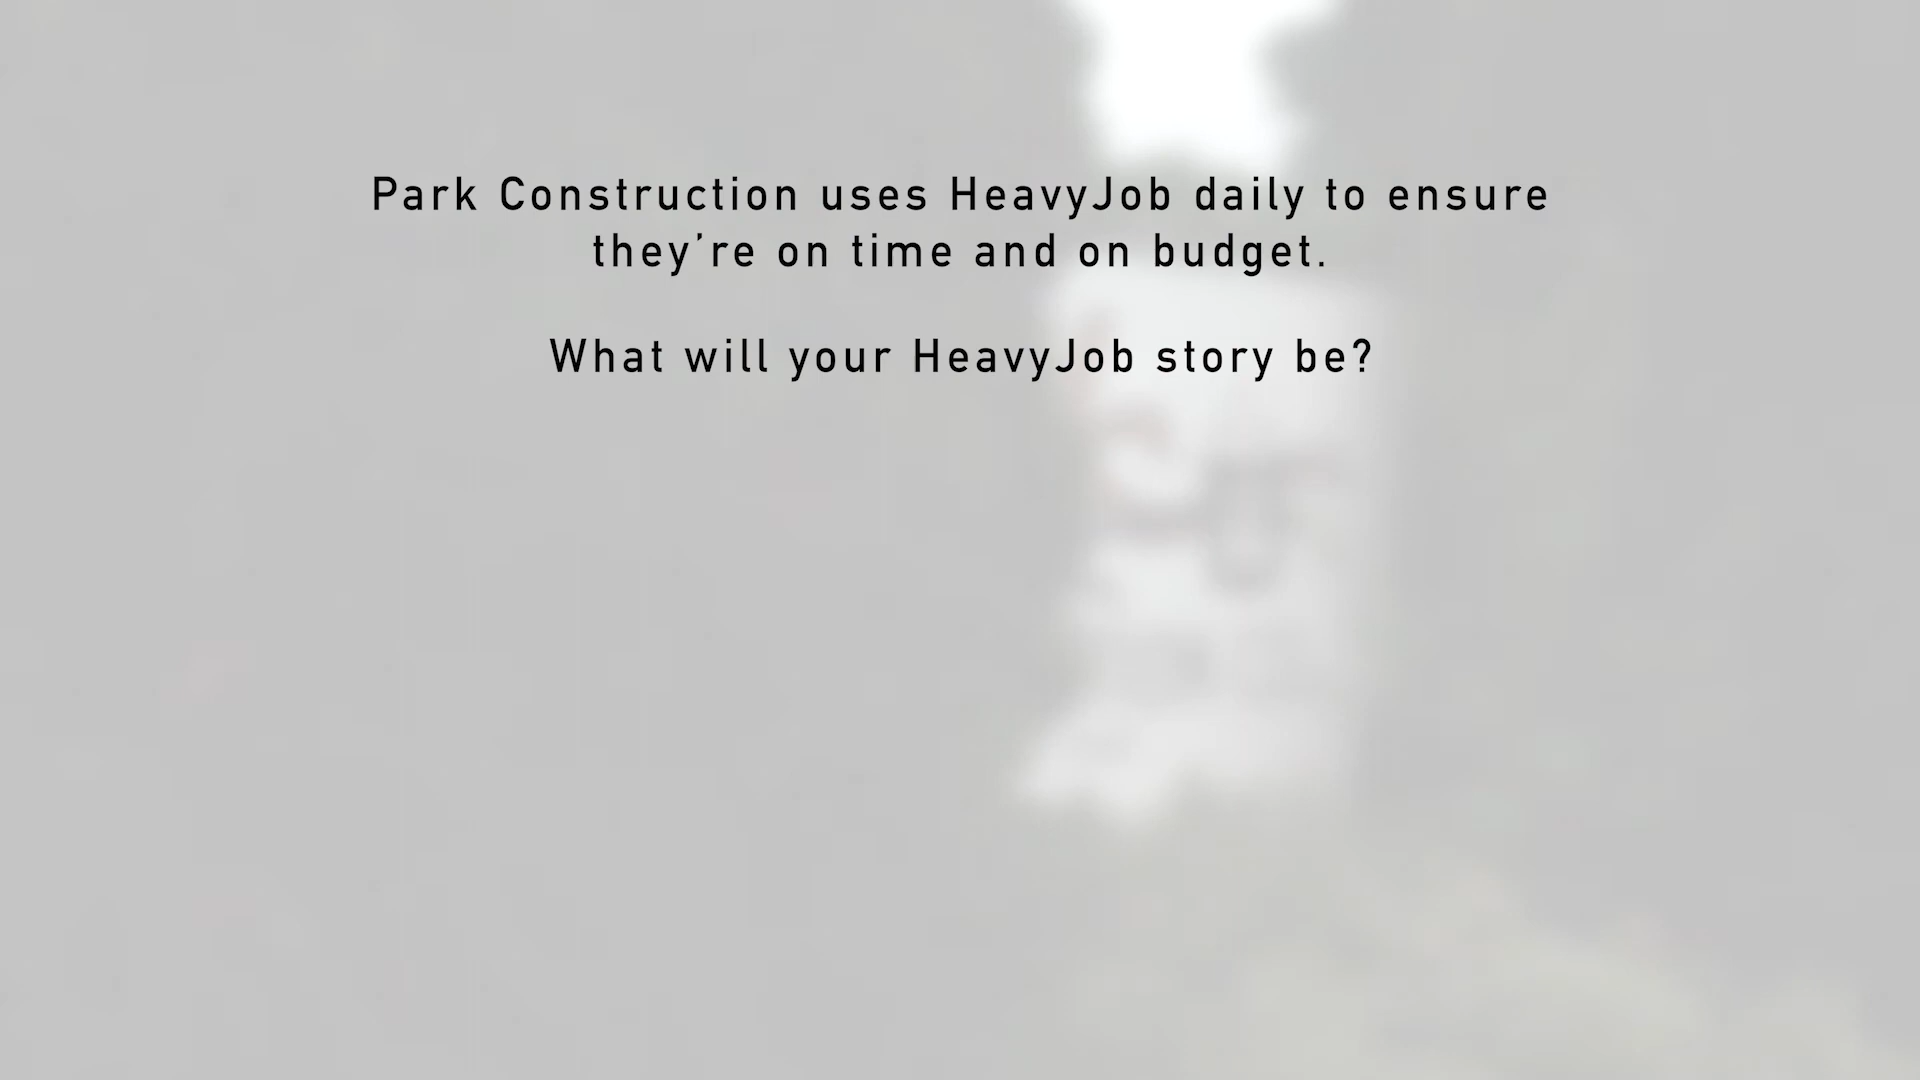 Park Construction uses HeavyJob daily to ensure
they’re on time and on budget.
What will your HeavyJob story be?